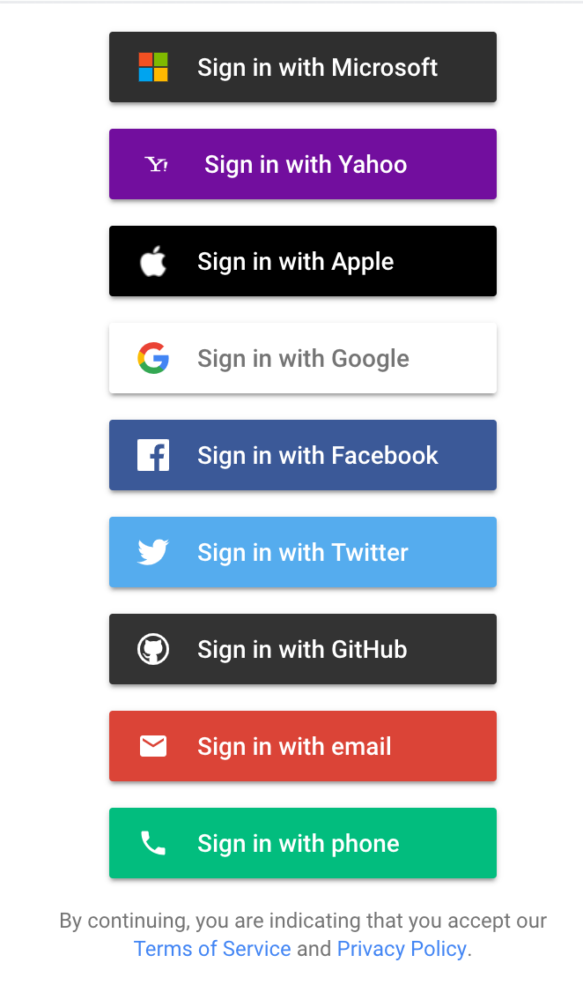 Sign in with Microsoft
Y! Sign in with Yahoo
Sign in with Apple
G Sign in with Google
f Sign in with Facebook
Sign in with Twitter
Sign in with GitHub
Sign in with email
Sign in with phone
By continuing, you are indicating that you accept our
Terms of Service and Privacy Policy.